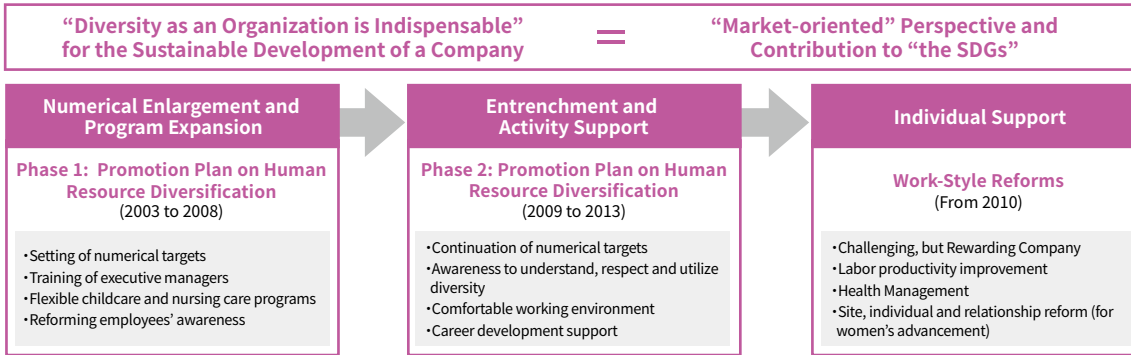 “Diversity as an Organization is Indispensable”
for the Sustainable Development of a Company
=
“Market-oriented” Perspective and
Contribution to “the SDGs”
Numerical Enlargement and
Program Expansion
Phase 1: Promotion Plan on Human
Resource Diversification
(2003 to 2008)
・Setting of numerical targets
・Training of executive managers
・Flexible childcare and nursing care programs
・Reforming employees’ awareness
Entrenchment and
Activity Support
Phase 2: Promotion Plan on Human
Resource Diversification
(2009 to 2013)
・Continuation of numerical targets
・Awareness to understand, respect and utilize
diversity
・Comfortable working environment
・Career development support
Individual Support
Work-Style Reforms
(From 2010)
・Challenging, but Rewarding Company
・Labor productivity improvement
・Health Management
・Site, individual and relationship reform (for
women’s advancement)